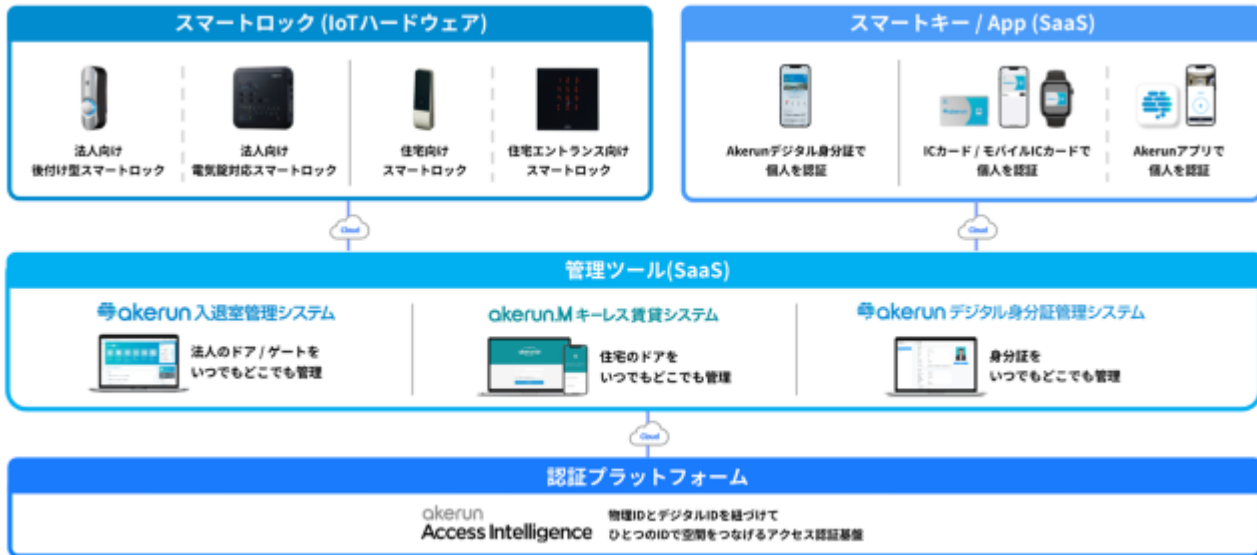 スマートロック (IoTハードウェア)
法人向け
後付け型スマートロック
法人向け
電気錠対応スマートロック
住宅向け
スマートロック
住宅エントランス向け
スマートロック
スマートキー / App (SaaS)
Akerunデジタル身分証で
個人を認証
ICカード / モバイルICカードで
個人を認証
Akerunアプリで
個人を認証
Cloud
Cloud
管理ツール(SaaS)
akerun 入退室管理システム
法人のドア / ゲートを
いつでもどこでも管理
akerun.M キーレス賃貸システム
住宅のドアを
いつでもどこでも管理
akerun デジタル身分証管理システム
身分証を
いつでもどこでも管理
Cloud
認証プラットフォーム
akerun
Access Intelligence
物理IDとデジタルIDを紐づけて
ひとつのIDで空間をつなげるアクセス認証基盤